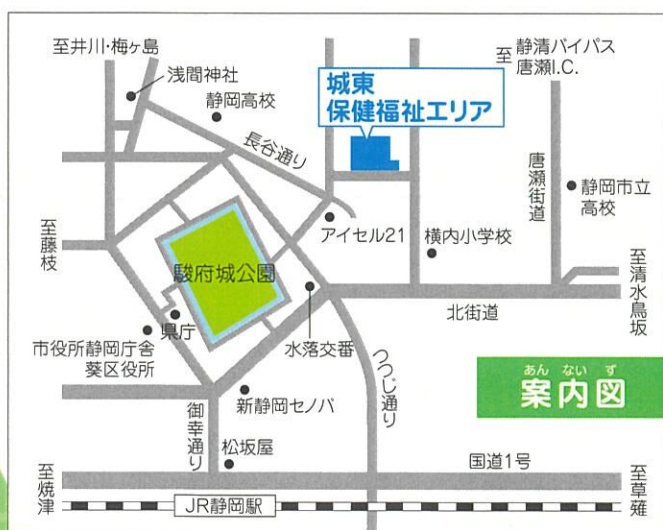 至井川・梅ヶ島
浅間神社
静岡高校
長谷通り
城東
保健福祉エリア
至
静清バイパス
唐瀬I.C.
唐瀬街道
静岡市立
高校
至藤枝
アイセル21
横内小学校
至清水鳥坂
駿府城公園
県庁
市役所静岡庁舎
葵区役所
水落交番
北街道
つつじ通り
あんないず
案内図
新静岡セノバ
御幸通り
松坂屋
国道1号
至焼津
JR静岡駅
至草薙